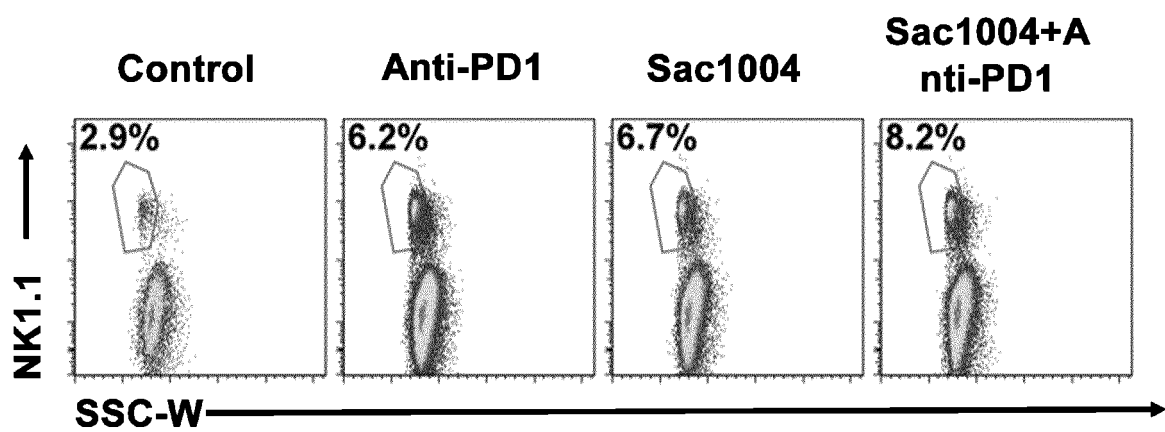 Control
Anti-PD1
Sac1004
Sac1004+A
nti-PD1
2.9%
6.2%
6.7%
8.2%
NK1.1
SSC-W